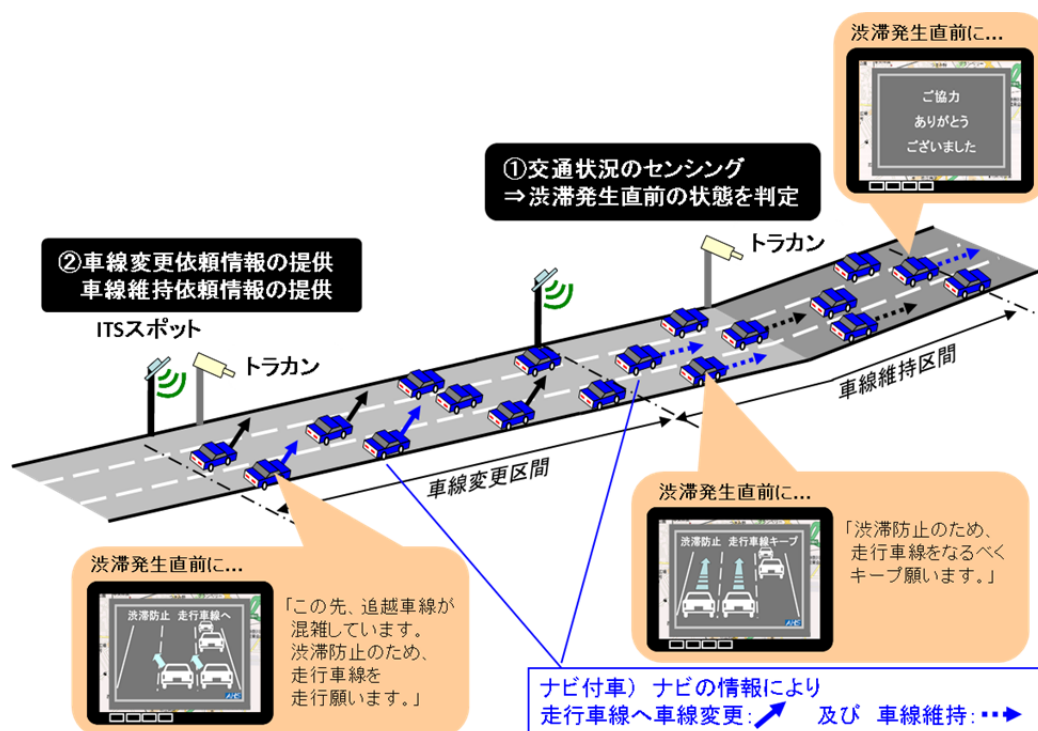 渋滞発生直前に…
ご協力
ありがとう
ございました
①交通状況のセンシング
⇒渋滞発生直前の状態を判定
トラカン
②車線変更依頼情報の提供
車線維持依頼情報の提供
ITSスポット
トラカン
車線維持区間
車線変更区間
渋滞発生直前に…
渋滞防止 走行車線キープ
「渋滞防止のため、
走行車線をなるべく
キープ願います。」
渋滞発生直前に…
渋滞防止 走行車線へ
「この先、追越車線が
混雑しています。
渋滞防止のため、
走行車線を
走行願います。」
ナビ付車） ナビの情報により
走行車線へ車線変更: 及び 車線維持: